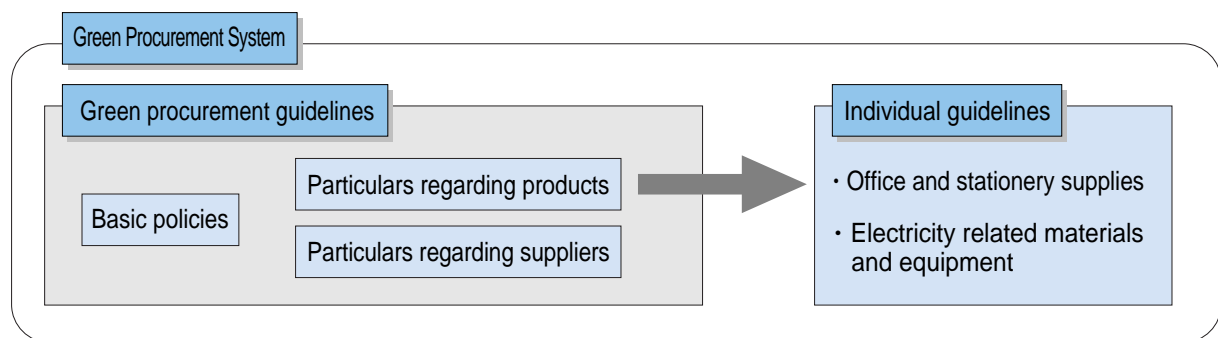 Green Procurement System
Green procurement guidelines
Basic policies
Particulars regarding products
Particulars regarding suppliers
Individual guidelines
・Office and stationery supplies
・Electricity related materials
and equipment